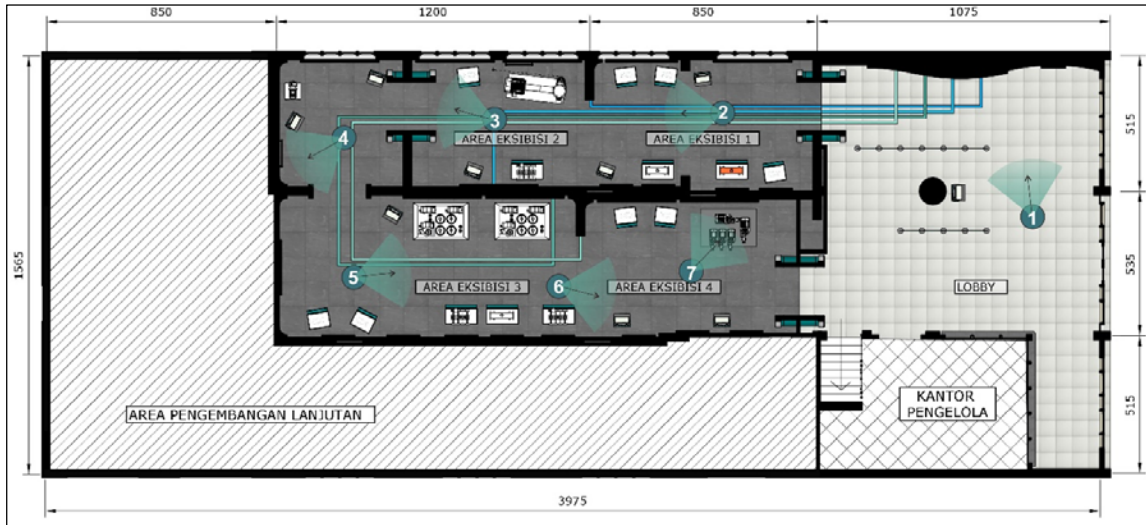 850 1200 850 1075
1565
515
535
515
3975
1
2
3
4
5
6
7
AREA EKSIBISI 2
AREA EKSIBISI 1
AREA EKSIBISI 3
AREA EKSIBISI 4
LOBBY
AREA PENGEMBANGAN LANJUTAN
KANTOR
PENGELOLA